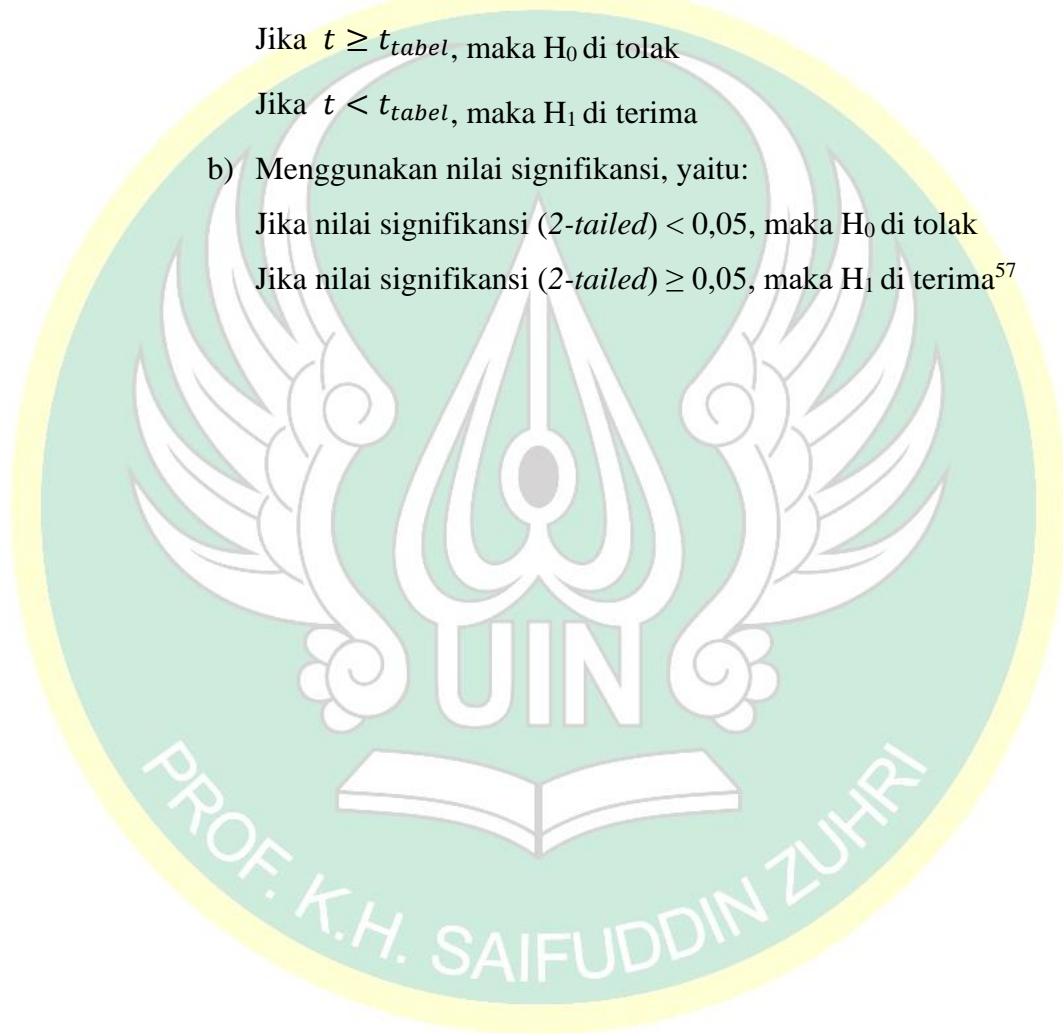 Jika t ≥ t_tabel, maka H₀ di tolak
Jika t < t_tabel, maka H₁ di terima
b) Menggunakan nilai signifikansi, yaitu:
Jika nilai signifikansi (2-tailed) < 0,05, maka H₀ di tolak
Jika nilai signifikansi (2-tailed) ≥ 0,05, maka H₁ di terima⁵⁷
UIN
PROF. K.H. SAIFUDDIN ZUHRI